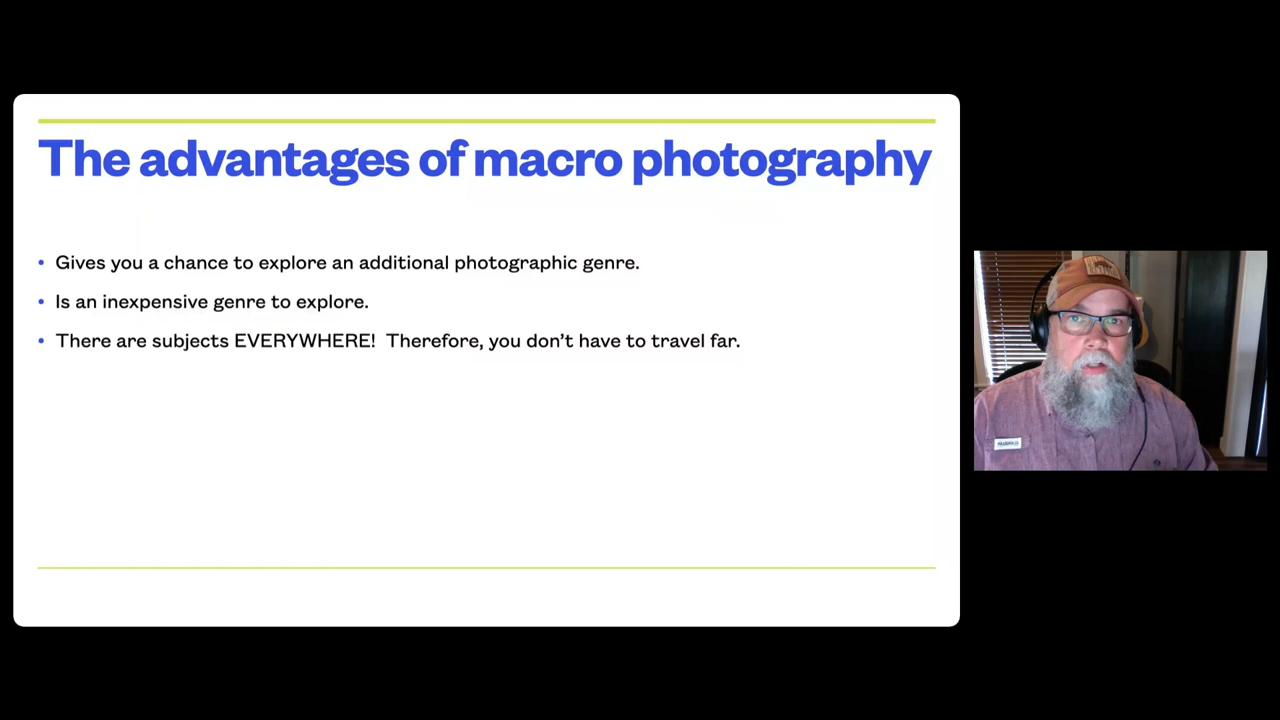 The advantages of macro photography
• Gives you a chance to explore an additional photographic genre.
• Is an inexpensive genre to explore.
• There are subjects EVERYWHERE!  Therefore, you don’t have to travel far.